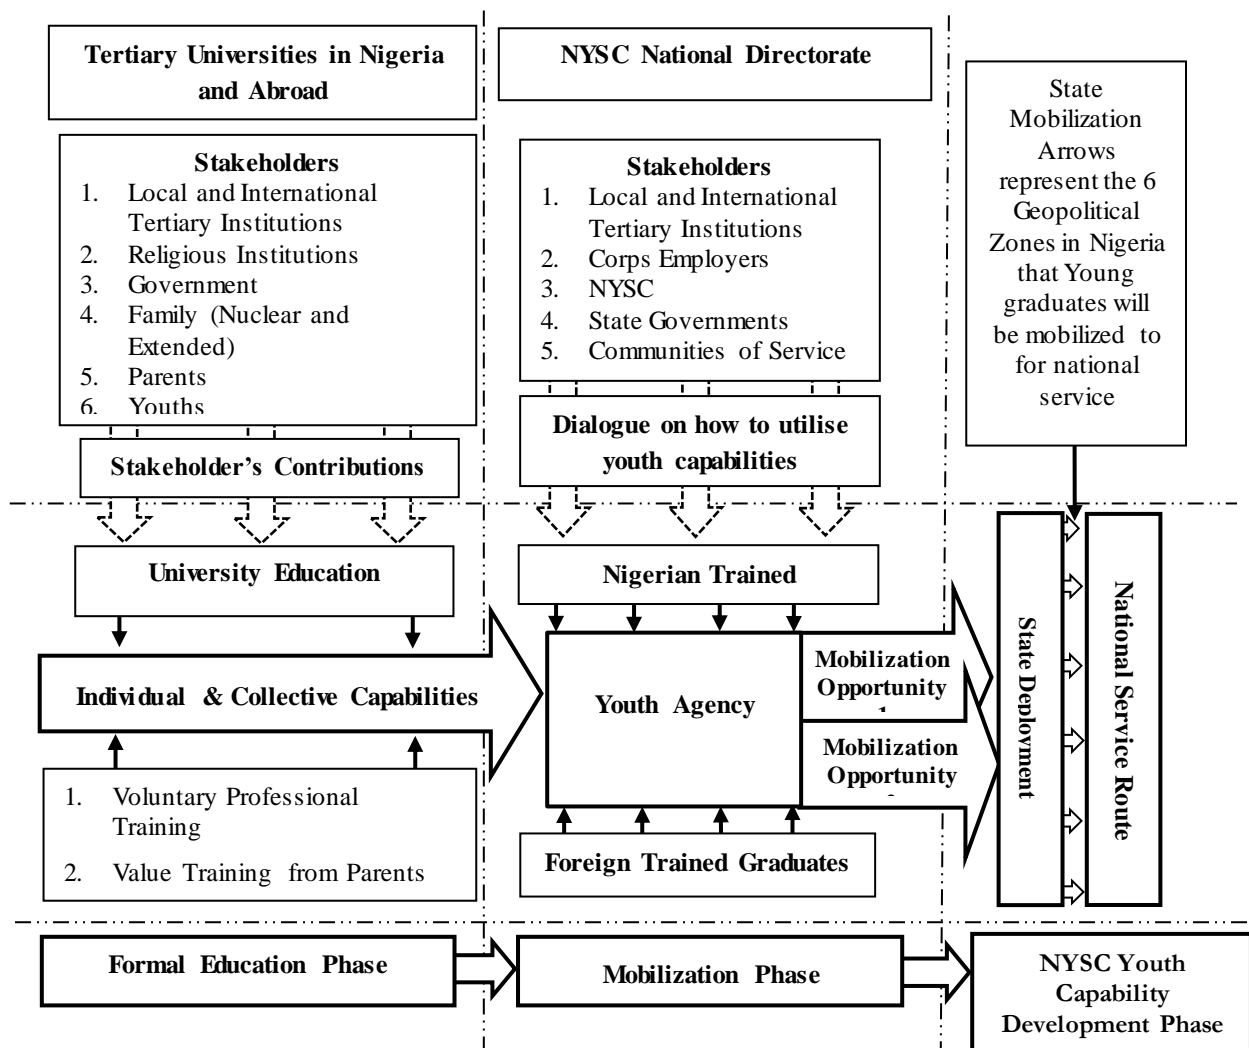 Tertiary Universities in Nigeria
and Abroad
NYSC National Directorate
State
Mobilization
Arrows
represent the 6
Geopolitical
Zones in Nigeria
that Young
graduates will
be mobilized to
for national
service
Stakeholders
1. Local and International
Tertiary Institutions
2. Religious Institutions
3. Government
4. Family (Nuclear and
Extended)
5. Parents
6. Youths
Stakeholders
1. Local and International
Tertiary Institutions
2. Corps Employers
3. NYSC
4. State Governments
5. Communities of Service
Stakeholder's Contributions
Dialogue on how to utilise
youth capabilities
University Education
Nigerian Trained
Individual & Collective Capabilities
Youth Agency
Mobilization
Opportunity
Mobilization
Opportunity
State Deployment
National Service Route
1. Voluntary Professional
Training
2. Value Training from Parents
Foreign Trained Graduates
Formal Education Phase
Mobilization Phase
NYSC Youth
Capability
Development Phase